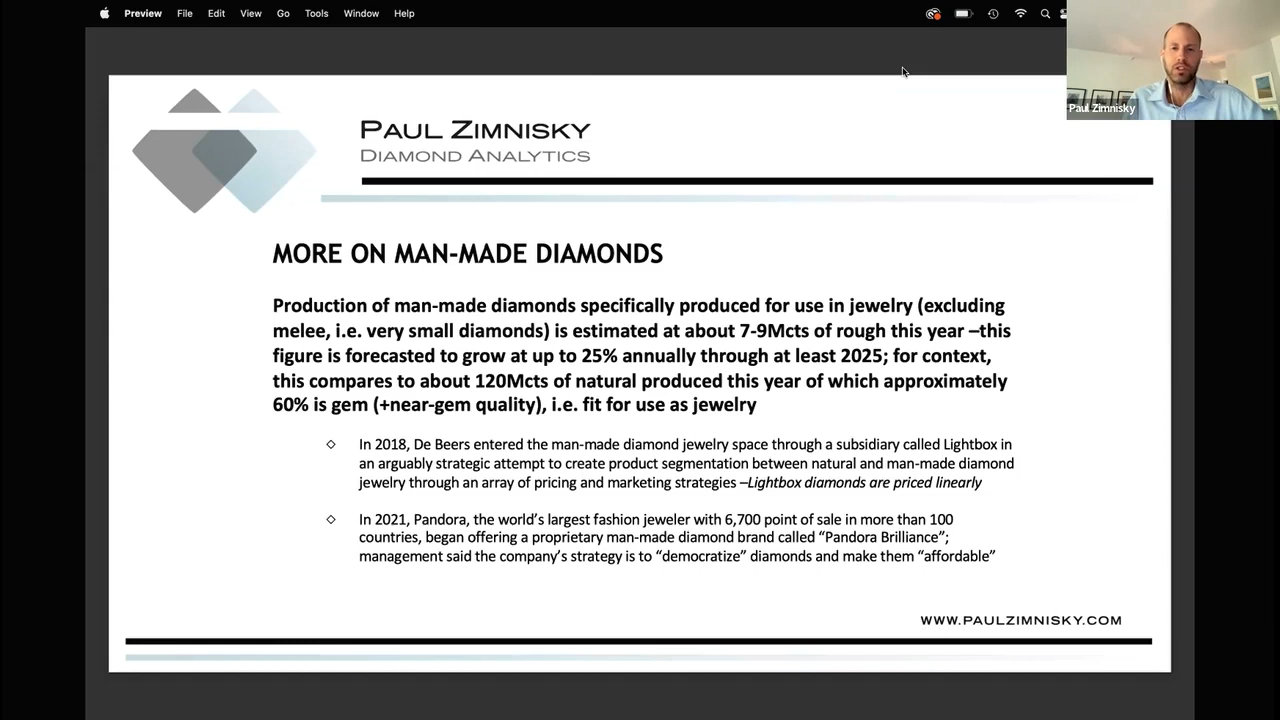 Preview File Edit View Go Tools Window Help
Paul Zimnisky
PAUL ZIMNISKY
DIAMOND ANALYTICS
MORE ON MAN-MADE DIAMONDS
Production of man-made diamonds specifically produced for use in jewelry (excluding
melee, i.e. very small diamonds) is estimated at about 7-9Mcts of rough this year –this
figure is forecasted to grow at up to 25% annually through at least 2025; for context,
this compares to about 120Mcts of natural produced this year of which approximately
60% is gem (+near-gem quality), i.e. fit for use as jewelry
◇ In 2018, De Beers entered the man-made diamond jewelry space through a subsidiary called Lightbox in
an arguably strategic attempt to create product segmentation between natural and man-made diamond
jewelry through an array of pricing and marketing strategies –Lightbox diamonds are priced linearly
◇ In 2021, Pandora, the world's largest fashion jeweler with 6,700 point of sale in more than 100
countries, began offering a proprietary man-made diamond brand called “Pandora Brilliance”;
management said the company's strategy is to “democratize” diamonds and make them “affordable”
WWW.PAULZIMNISKY.COM